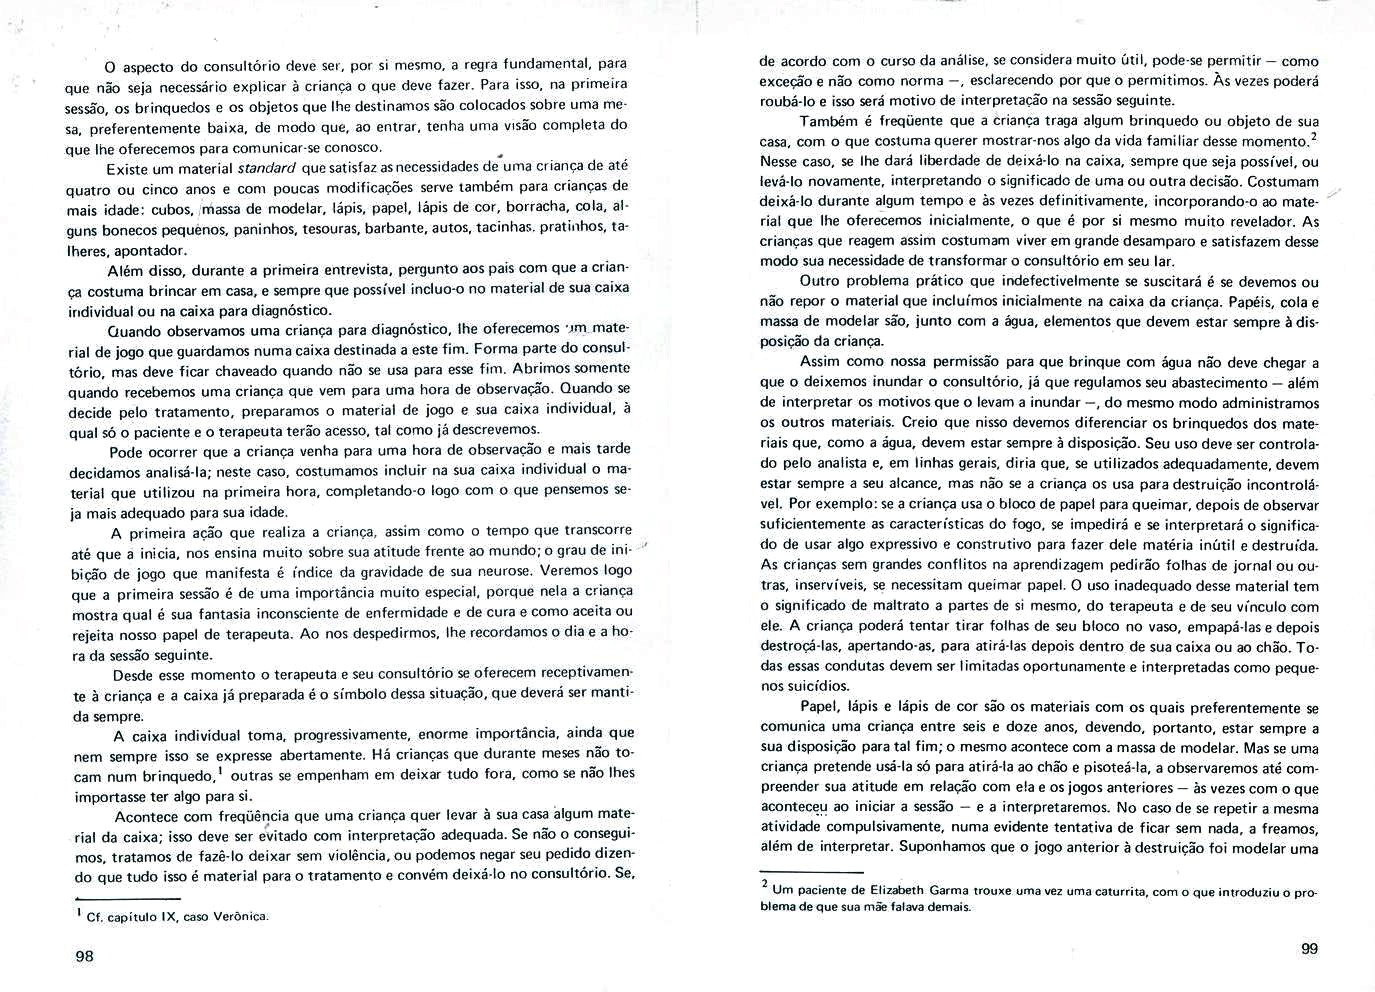 O aspecto do consultório deve ser, por si mesmo, a regra fundamental, para
que não seja necessário explicar à criança o que deve fazer. Para isso, na primeira
sessão, os brinquedos e os objetos que lhe destinamos são colocados sobre uma me-
sa, preferentemente baixa, de modo que, ao entrar, tenha uma visão completa do
que lhe oferecemos para comunicar-se conosco.
Existe um material standard que satisfaz as necessidades de uma criança de até
quatro ou cinco anos e com poucas modificações serve também para crianças de
mais idade: cubos, massa de modelar, lápis, papel, lápis de cor, borracha, cola, al-
guns bonecos pequenos, paninhos, tesouras, barbante, autos, tacinhas. pratinhos, ta-
lheres, apontador.
Além disso, durante a primeira entrevista, pergunto aos pais com que a crian-
ça costuma brincar em casa, e sempre que possível incluo-o no material de sua caixa
individual ou na caixa para diagnóstico.
Quando observamos uma criança para diagnóstico, lhe oferecemos um mate-
rial de jogo que guardamos numa caixa destinada a este fim. Forma parte do consul-
tório, mas deve ficar chaveado quando não se usa para esse fim. Abrimos somente
quando recebemos uma criança que vem para uma hora de observação. Quando se
decide pelo tratamento, preparamos o material de jogo e sua caixa individual, à
qual só o paciente e o terapeuta terão acesso, tal como já descrevemos.
Pode ocorrer que a criança venha para uma hora de observação e mais tarde
decidamos analisá-la; neste caso, costumamos incluir na sua caixa individual o ma-
terial que utilizou na primeira hora, completando-o logo com o que pensemos se-
ja mais adequado para sua idade.
A primeira ação que realiza a criança, assim como o tempo que transcorre
até que a inicia, nos ensina muito sobre sua atitude frente ao mundo; o grau de ini-
bição de jogo que manifesta é índice da gravidade de sua neurose. Veremos logo
que a primeira sessão é de uma importância muito especial, porque nela a criança
mostra qual é sua fantasia inconsciente de enfermidade e de cura e como aceita ou
rejeita nosso papel de terapeuta. Ao nos despedirmos, lhe recordamos o dia e a ho-
ra da sessão seguinte.
Desde esse momento o terapeuta e seu consultório se oferecem receptivamen-
te à criança e a caixa já preparada é o símbolo dessa situação, que deverá ser manti-
da sempre.
A caixa individual toma, progressivamente, enorme importância, ainda que
nem sempre isso se expresse abertamente. Há crianças que durante meses não to-
cam num brinquedo,¹ outras se empenham em deixar tudo fora, como se não lhes
importasse ter algo para si.
Acontece com freqüência que uma criança quer levar à sua casa algum mate-
rial da caixa; isso deve ser evitado com interpretação adequada. Se não o consegui-
mos, tratamos de fazê-lo deixar sem violência, ou podemos negar seu pedido dizen-
do que tudo isso é material para o tratamento e convém deixá-lo no consultório. Se,
¹ Cf. capítulo IX, caso Verônica.
98
de acordo com o curso da análise, se considera muito útil, pode-se permitir — como
exceção e não como norma —, esclarecendo por que o permitimos. Às vezes poderá
roubá-lo e isso será motivo de interpretação na sessão seguinte.
Também é freqüente que a criança traga algum brinquedo ou objeto de sua
casa, com o que costuma querer mostrar-nos algo da vida familiar desse momento.²
Nesse caso, se lhe dará liberdade de deixá-lo na caixa, sempre que seja possível, ou
levá-lo novamente, interpretando o significado de uma ou outra decisão. Costumam
deixá-lo durante algum tempo e às vezes definitivamente, incorporando-o ao mate-
rial que lhe oferecemos inicialmente, o que é por si mesmo muito revelador. As
crianças que reagem assim costumam viver em grande desamparo e satisfazem desse
modo sua necessidade de transformar o consultório em seu lar.
Outro problema prático que indefectivelmente se suscitará é se devemos ou
não repor o material que incluímos inicialmente na caixa da criança. Papéis, cola e
massa de modelar são, junto com a água, elementos que devem estar sempre à dis-
posição da criança.
Assim como nossa permissão para que brinque com água não deve chegar a
que o deixemos inundar o consultório, já que regulamos seu abastecimento — além
de interpretar os motivos que o levam a inundar —, do mesmo modo administramos
os outros materiais. Creio que nisso devemos diferenciar os brinquedos dos mate-
riais que, como a água, devem estar sempre à disposição. Seu uso deve ser controla-
do pelo analista e, em linhas gerais, diria que, se utilizados adequadamente, devem
estar sempre a seu alcance, mas não se a criança os usa para destruição incontrolá-
vel. Por exemplo: se a criança usa o bloco de papel para queimar, depois de observar
suficientemente as características do fogo, se impedirá e se interpretará o significa-
do de usar algo expressivo e construtivo para fazer dele matéria inútil e destruída.
As crianças sem grandes conflitos na aprendizagem pedirão folhas de jornal ou ou-
tras, inservíveis, se necessitam queimar papel. O uso inadequado desse material tem
o significado de maltrato a partes de si mesmo, do terapeuta e de seu vínculo com
ele. A criança poderá tentar tirar folhas de seu bloco no vaso, empapá-las e depois
destroçá-las, apertando-as, para atirá-las depois dentro de sua caixa ou ao chão. To-
das essas condutas devem ser limitadas oportunamente e interpretadas como peque-
nos suicídios.
Papel, lápis e lápis de cor são os materiais com os quais preferentemente se
comunica uma criança entre seis e doze anos, devendo, portanto, estar sempre a
sua disposição para tal fim; o mesmo acontece com a massa de modelar. Mas se uma
criança pretende usá-la só para atirá-la ao chão e pisoteá-la, a observaremos até com-
preender sua atitude em relação com ela e os jogos anteriores — às vezes com o que
aconteceu ao iniciar a sessão — e a interpretaremos. No caso de se repetir a mesma
atividade compulsivamente, numa evidente tentativa de ficar sem nada, a freamos,
além de interpretar. Suponhamos que o jogo anterior à destruição foi modelar uma
² Um paciente de Elizabeth Garma trouxe uma vez uma caturrita, com o que introduziu o pro-
blema de que sua mãe falava demais.
99